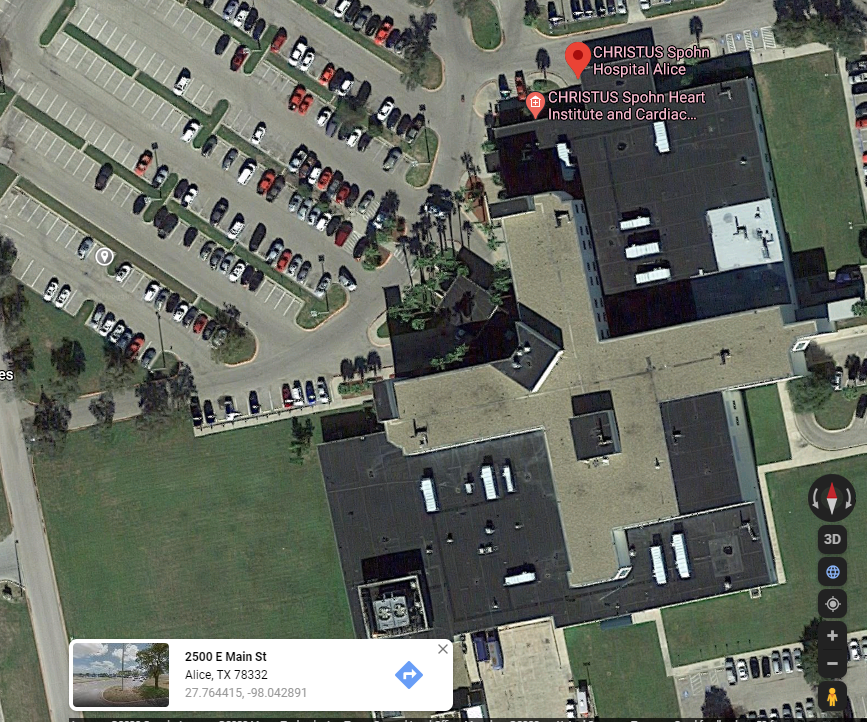 CHRISTUS Spohn
Hospital Alice
CHRISTUS Spohn Heart
Institute and Cardiac...
es
3D
2500 E Main St
Alice, TX 78332
27.764415, -98.042891